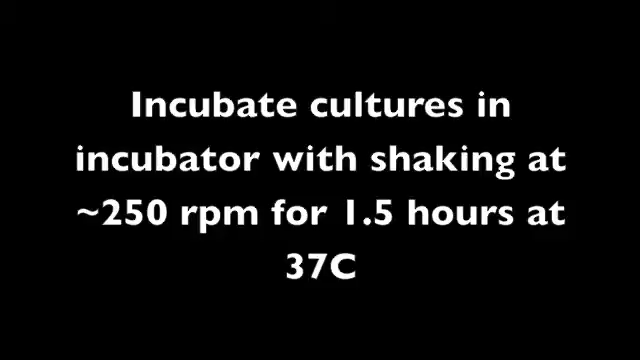 Incubate cultures in
incubator with shaking at
~250 rpm for 1.5 hours at
37C